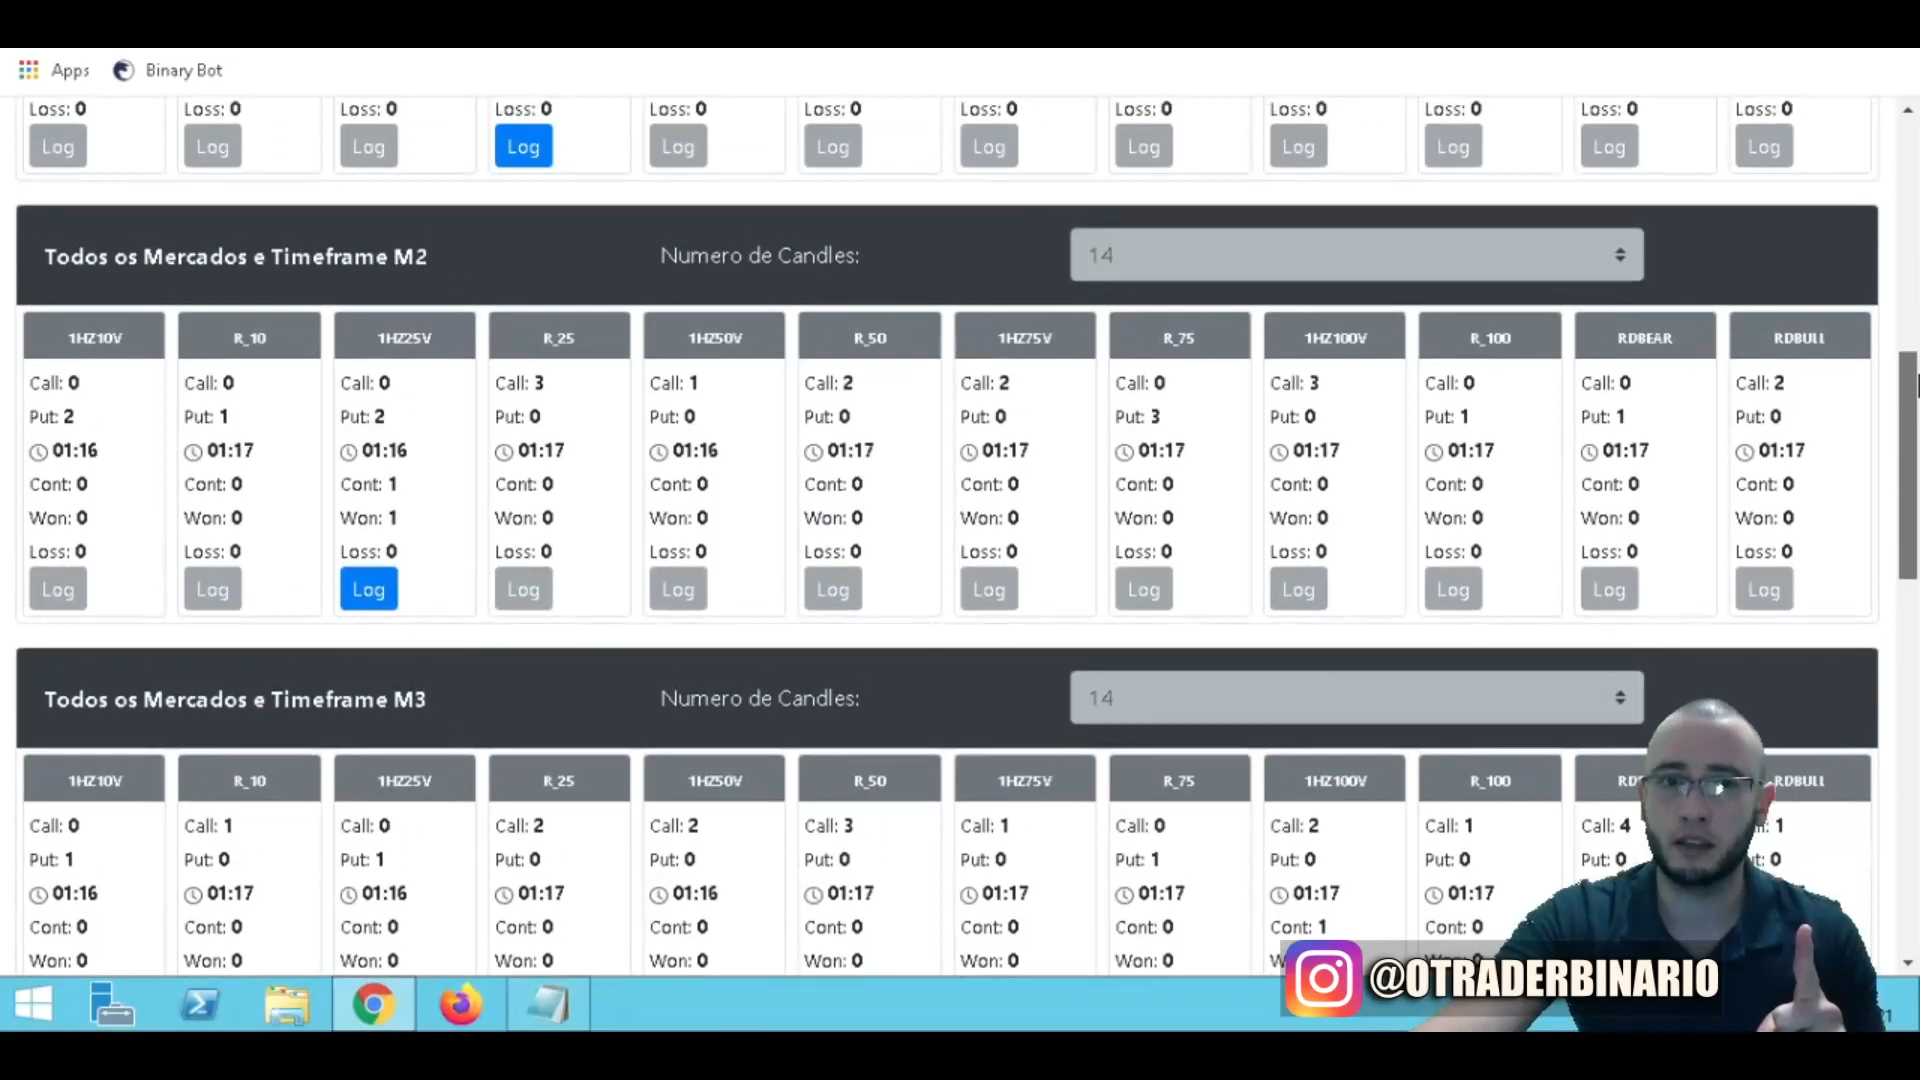 Apps Binary Bot
Loss: 0 Loss: 0 Loss: 0 Loss: 0 Loss: 0 Loss: 0 Loss: 0 Loss: 0 Loss: 0 Loss: 0 Loss: 0 Loss: 0
Log Log Log Log Log Log Log Log Log Log Log Log
Todos os Mercados e Timeframe M2 Numero de Candles: 14
1HZ10V R_10 1HZ25V R_25 1HZ50V R_50 1HZ75V R_75 1HZ100V R_100 RDBEAR RDBULL
Call: 0 Call: 0 Call: 0 Call: 3 Call: 1 Call: 2 Call: 2 Call: 0 Call: 3 Call: 0 Call: 0 Call: 2
Put: 2 Put: 1 Put: 2 Put: 0 Put: 0 Put: 0 Put: 0 Put: 3 Put: 0 Put: 1 Put: 1 Put: 0
01:16 01:17 01:16 01:17 01:16 01:17 01:17 01:17 01:17 01:17 01:17 01:17
Cont: 0 Cont: 0 Cont: 1 Cont: 0 Cont: 0 Cont: 0 Cont: 0 Cont: 0 Cont: 0 Cont: 0 Cont: 0 Cont: 0
Won: 0 Won: 0 Won: 1 Won: 0 Won: 0 Won: 0 Won: 0 Won: 0 Won: 0 Won: 0 Won: 0 Won: 0
Loss: 0 Loss: 0 Loss: 0 Loss: 0 Loss: 0 Loss: 0 Loss: 0 Loss: 0 Loss: 0 Loss: 0 Loss: 0 Loss: 0
Log Log Log Log Log Log Log Log Log Log Log Log
Todos os Mercados e Timeframe M3 Numero de Candles: 14
1HZ10V R_10 1HZ25V R_25 1HZ50V R_50 1HZ75V R_75 1HZ100V R_100 RDBULL
Call: 0 Call: 1 Call: 0 Call: 2 Call: 2 Call: 3 Call: 1 Call: 0 Call: 2 Call: 1 Call: 4 1
Put: 1 Put: 0 Put: 1 Put: 0 Put: 0 Put: 0 Put: 0 Put: 1 Put: 0 Put: 0 Put: 0 0
01:16 01:17 01:16 01:17 01:16 01:17 01:17 01:17 01:17 01:17
Cont: 0 Cont: 0 Cont: 0 Cont: 0 Cont: 0 Cont: 0 Cont: 0 Cont: 0 Cont: 1 Cont: 0
Won: 0 Won: 0 Won: 0 Won: 0 Won: 0 Won: 0 Won: 0 Won: 0
@OTRADERBINARIO